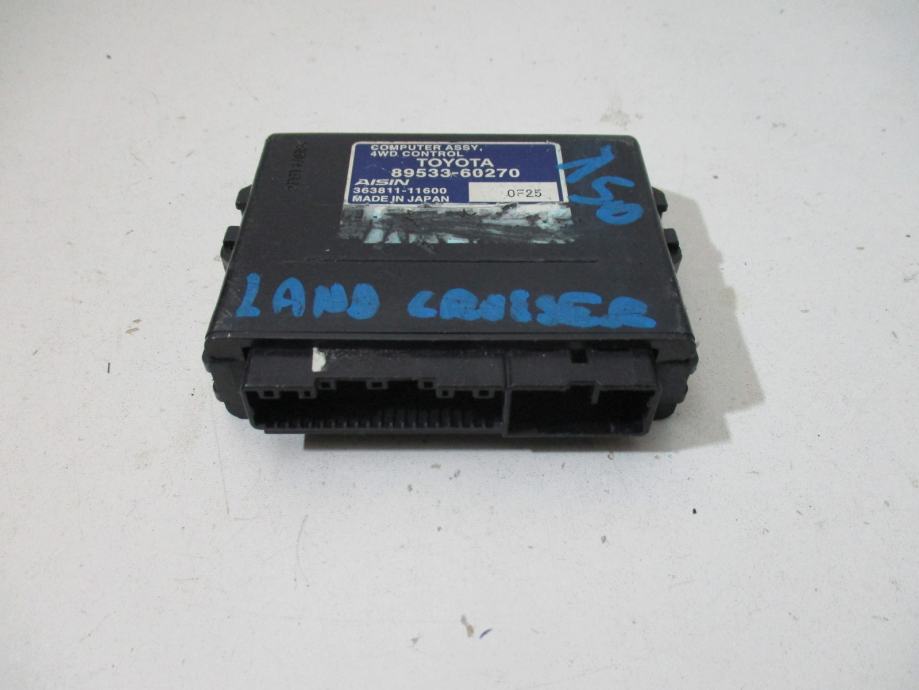 COMPUTER ASSY,
4WD CONTROL
TOYOTA
89533-60270
AISIN
363811-11600
0F25
MADE IN JAPAN
150
LAND CRUISER